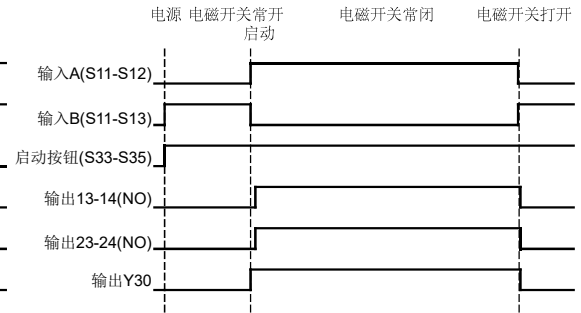 电源 电磁开关常开 电磁开关常闭 电磁开关打开
启动
输入A(S11-S12)
输入B(S11-S13)
启动按钮(S33-S35)
输出13-14(NO)
输出23-24(NO)
输出Y30